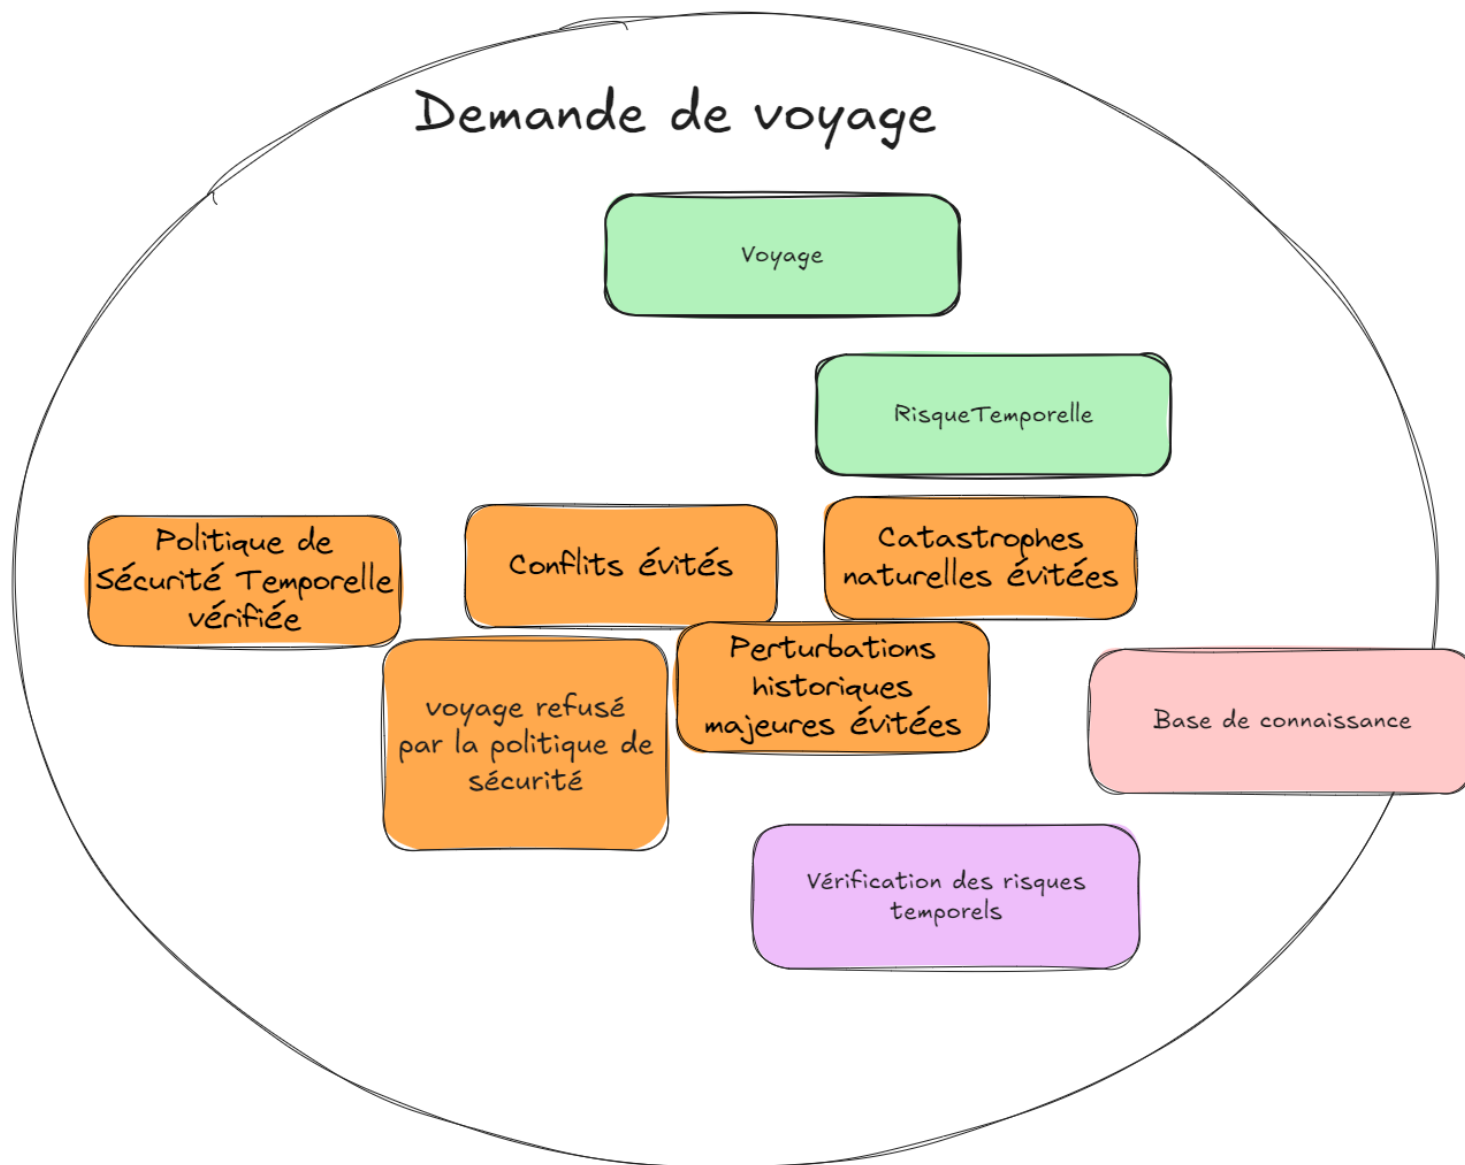 Demande de voyage
Voyage
RisqueTemporelle
Politique de
Sécurité Temporelle
vérifiée
Conflits évités
Catastrophes
naturelles évitées
voyage refusé
par la politique de
sécurité
Perturbations
historiques
majeures évitées
Base de connaissance
Vérification des risques
temporels